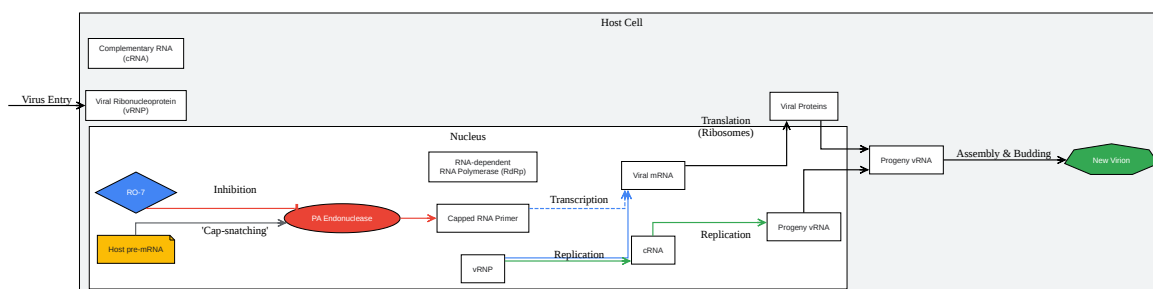 Host Cell
Complementary RNA
(cRNA)
Virus Entry
Viral Ribonucleoprotein
(vRNP)
Viral Proteins
Translation
(Ribosomes)
Nucleus
RNA-dependent
RNA Polymerase (RdRp)
Progeny vRNA
Assembly & Budding
New Virion
Viral mRNA
RO-7
Inhibition
Transcription
PA Endonuclease
Capped RNA Primer
'Cap-snatching'
Progeny vRNA
Host pre-mRNA
Replication
cRNA
Replication
vRNP